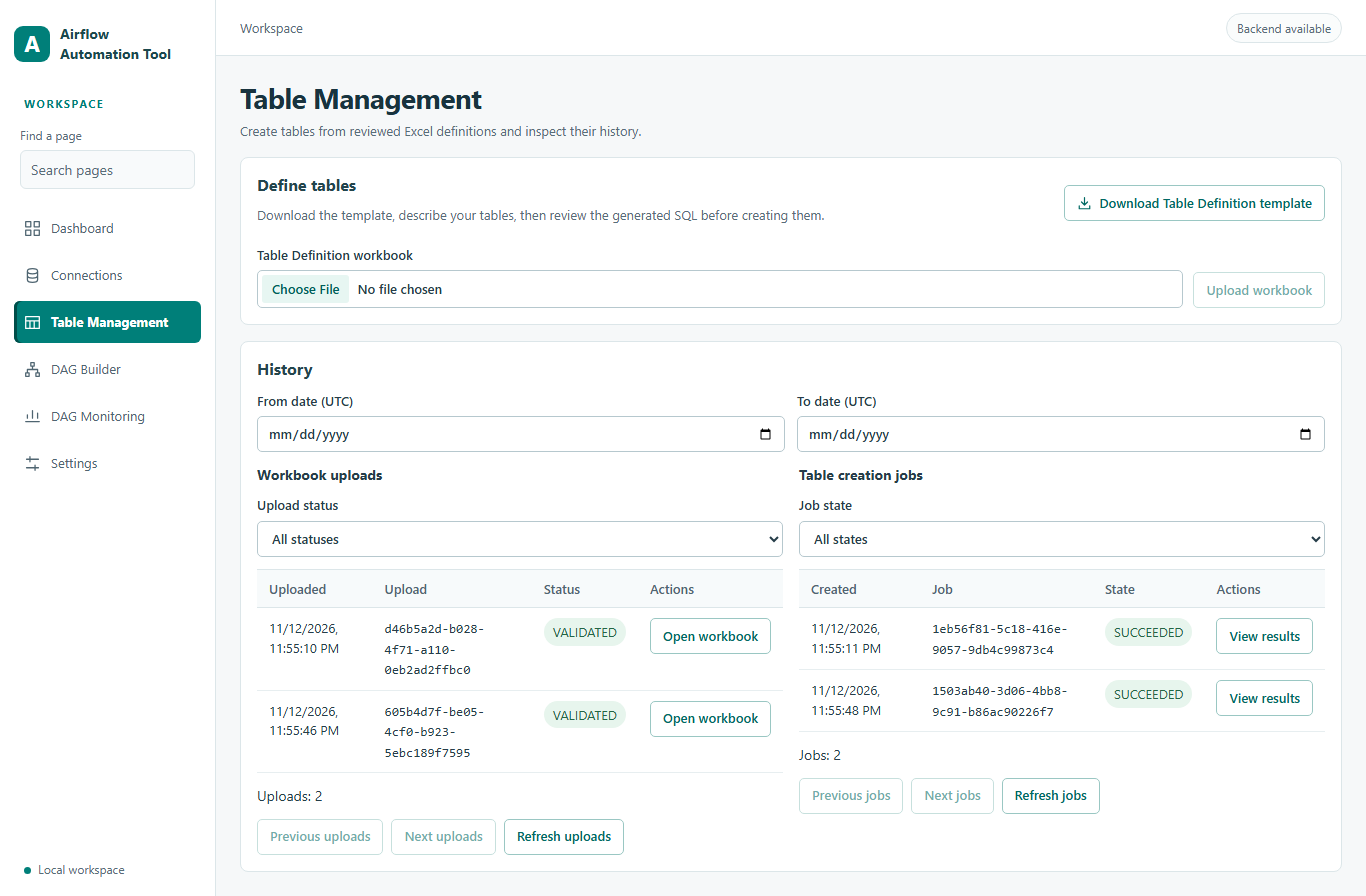 A
Airflow
Automation Tool
WORKSPACE
Find a page
Search pages
Dashboard
Connections
Table Management
DAG Builder
DAG Monitoring
Settings
Local workspace
Workspace
Backend available
Table Management
Create tables from reviewed Excel definitions and inspect their history.
Define tables
Download the template, describe your tables, then review the generated SQL before creating them.
Download Table Definition template
Table Definition workbook
Choose File No file chosen
Upload workbook
History
From date (UTC)
mm/dd/yyyy
To date (UTC)
mm/dd/yyyy
Workbook uploads
Upload status
All statuses
Uploaded Upload Status Actions
11/12/2026,
11:55:10 PM
d46b5a2d-b028-
4f71-a110-
0eb2ad2ffbc0
VALIDATED
Open workbook
11/12/2026,
11:55:46 PM
605b4d7f-be05-
4cf0-b923-
5ebc189f7595
VALIDATED
Open workbook
Uploads: 2
Previous uploads Next uploads Refresh uploads
Table creation jobs
Job state
All states
Created Job State Actions
11/12/2026,
11:55:11 PM
1eb56f81-5c18-416e-
9057-9db4c99873c4
SUCCEEDED
View results
11/12/2026,
11:55:48 PM
1503ab40-3d06-4bb8-
9c91-b86ac90226f7
SUCCEEDED
View results
Jobs: 2
Previous jobs Next jobs Refresh jobs